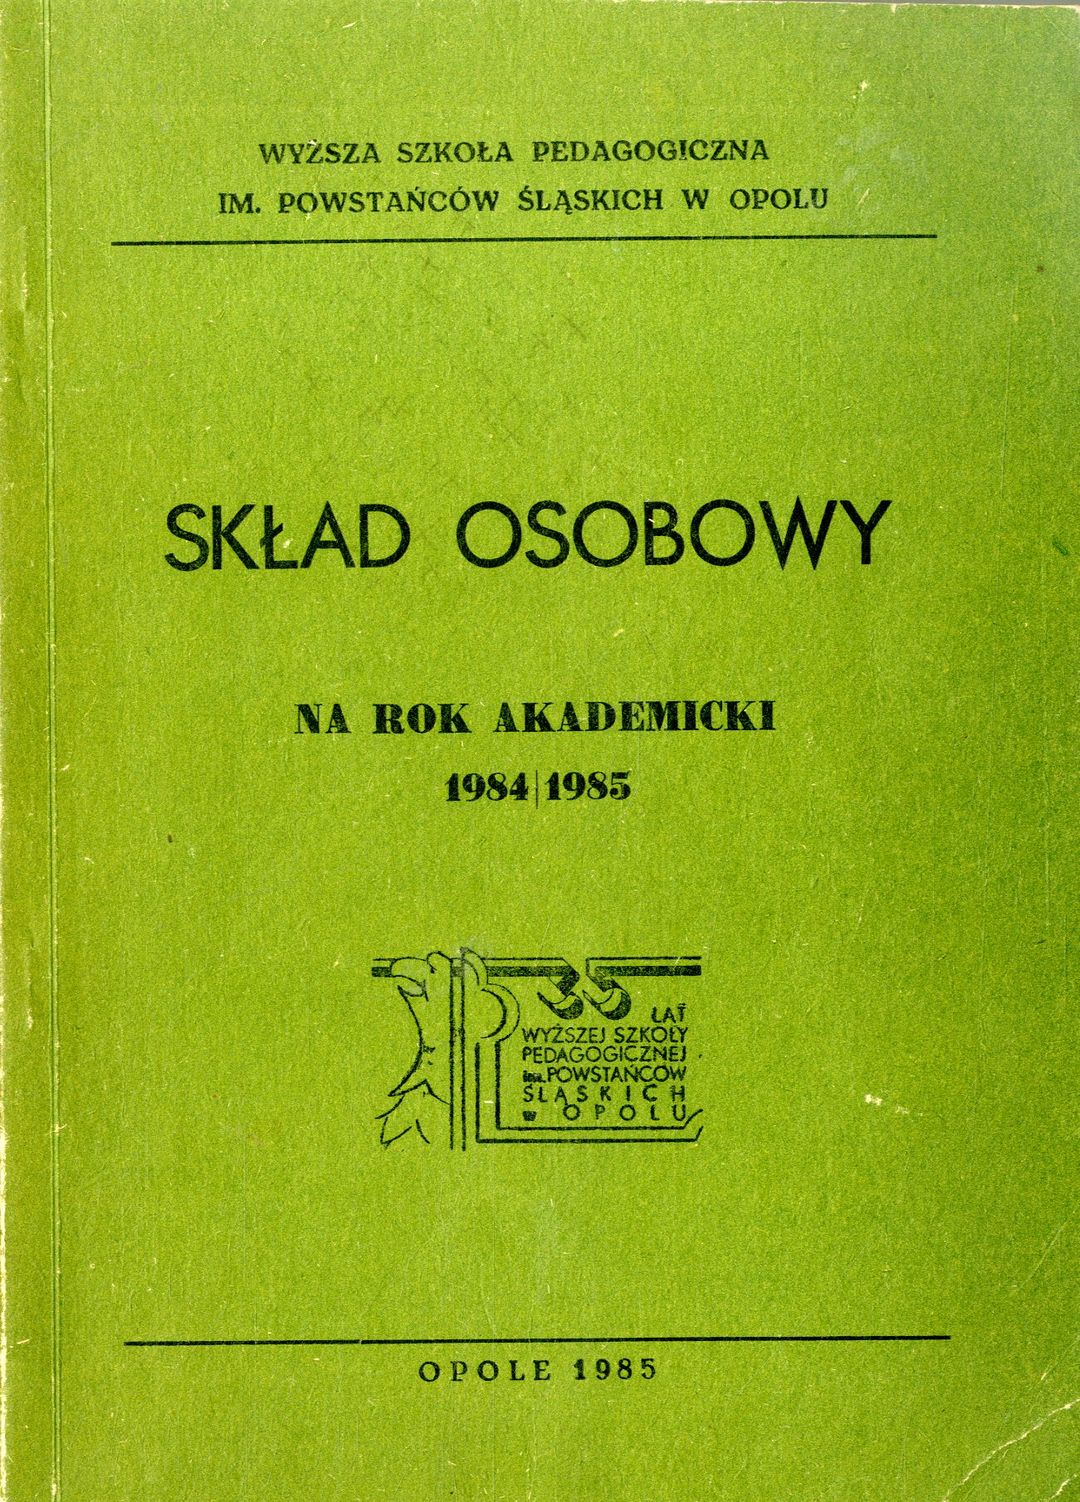 WYŻSZA SZKOŁA PEDAGOGICZNA
IM. POWSTAŃCÓW ŚLĄSKICH W OPOLU
SKŁAD OSOBOWY
NA ROK AKADEMICKI
1984|1985
35
LAT
WYŻSZEJ SZKOŁY
PEDAGOGICZNEJ
im. POWSTAŃCÓW
ŚLĄSKICH
w OPOLU
OPOLE 1985